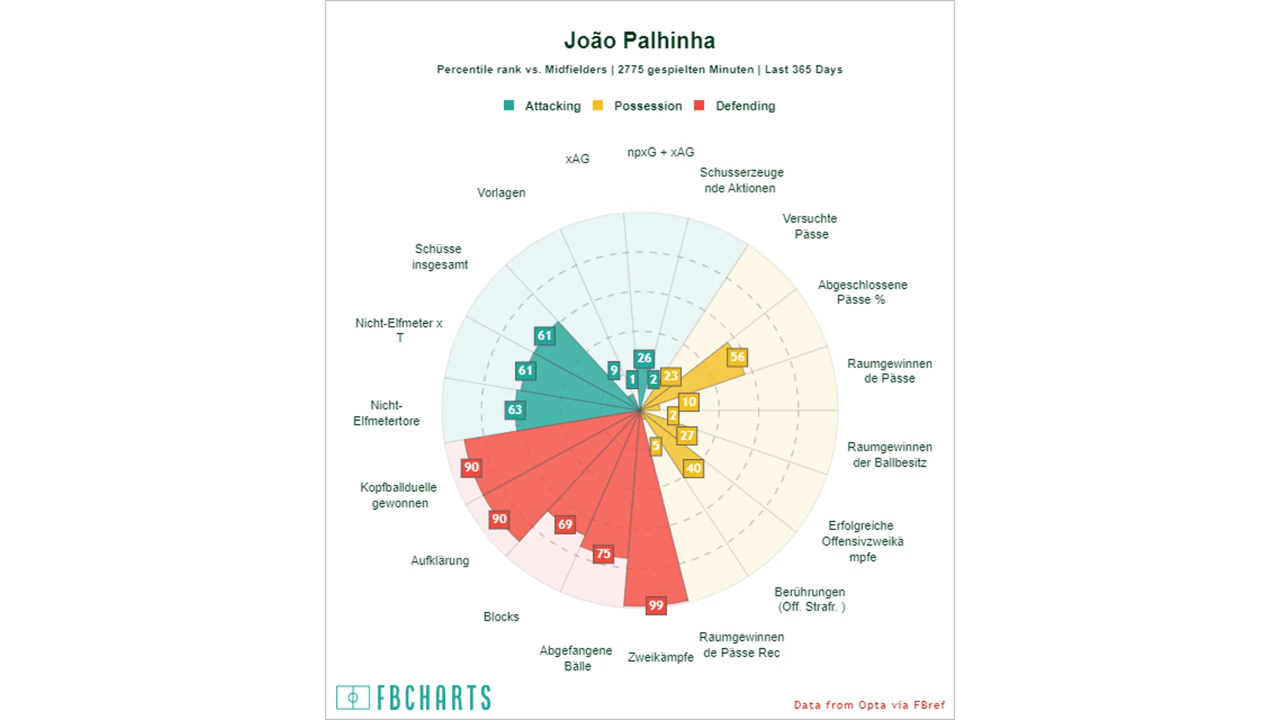 João Palhinha
Percentile rank vs. Midfielders | 2775 gespielten Minuten | Last 365 Days
Attacking Possession Defending
npxG + xAG
xAG
Schusserzeuge
nde Aktionen
Vorlagen
Versuchte
Pässe
Schüsse
insgesamt
Abgeschlossene
Pässe %
Nicht-Elfmeter x
T
Raumgewinnen
de Pässe
Nicht-
Elfmetertore
Raumgewinnen
der Ballbesitz
Kopfballduelle
gewonnen
Erfolgreiche
Offensivzweikä
mpfe
Aufklärung
Berührungen
(Off. Strafr. )
Blocks
Raumgewinnen
de Pässe Rec
Abgefangene
Bälle
Zweikämpfe
61
26
56
61
9
1
2
23
63
10
2
27
5
40
90
90
69
75
99
FBCHARTS
Data from Opta via FBref